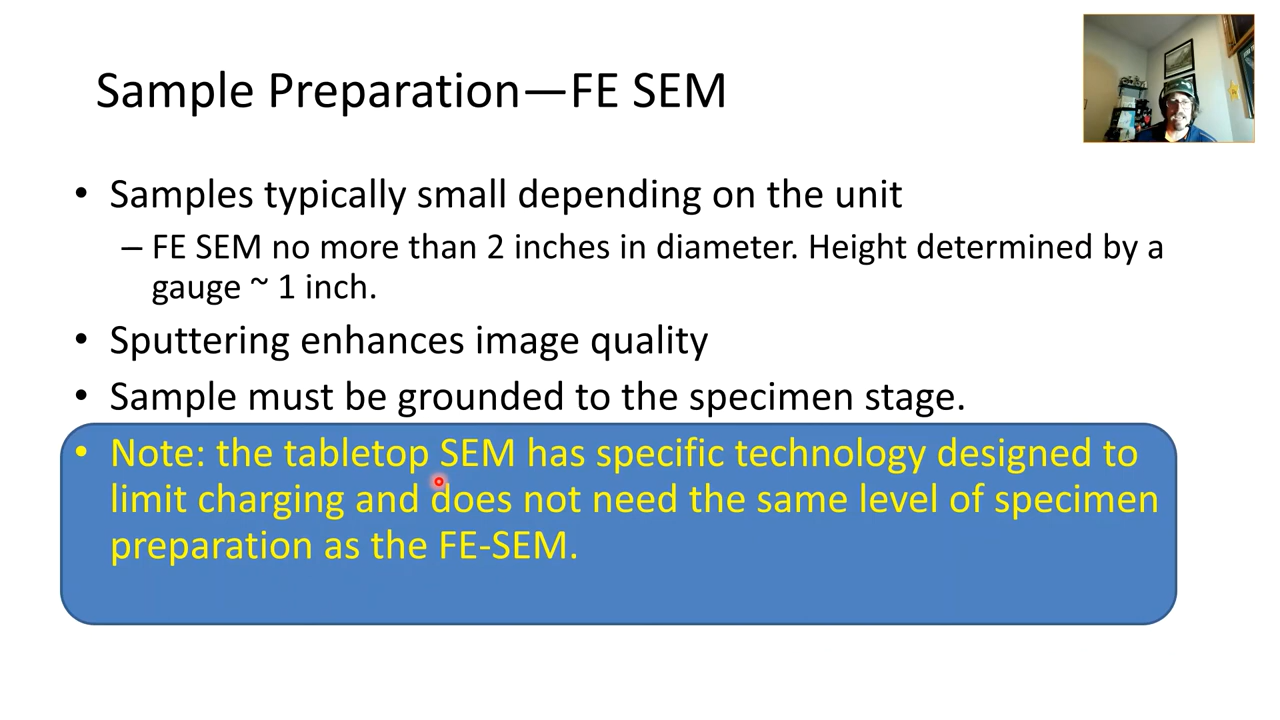 Sample Preparation—FE SEM
• Samples typically small depending on the unit
– FE SEM no more than 2 inches in diameter. Height determined by a
gauge ~ 1 inch.
• Sputtering enhances image quality
• Sample must be grounded to the specimen stage.
• Note: the tabletop SEM has specific technology designed to
limit charging and does not need the same level of specimen
preparation as the FE-SEM.